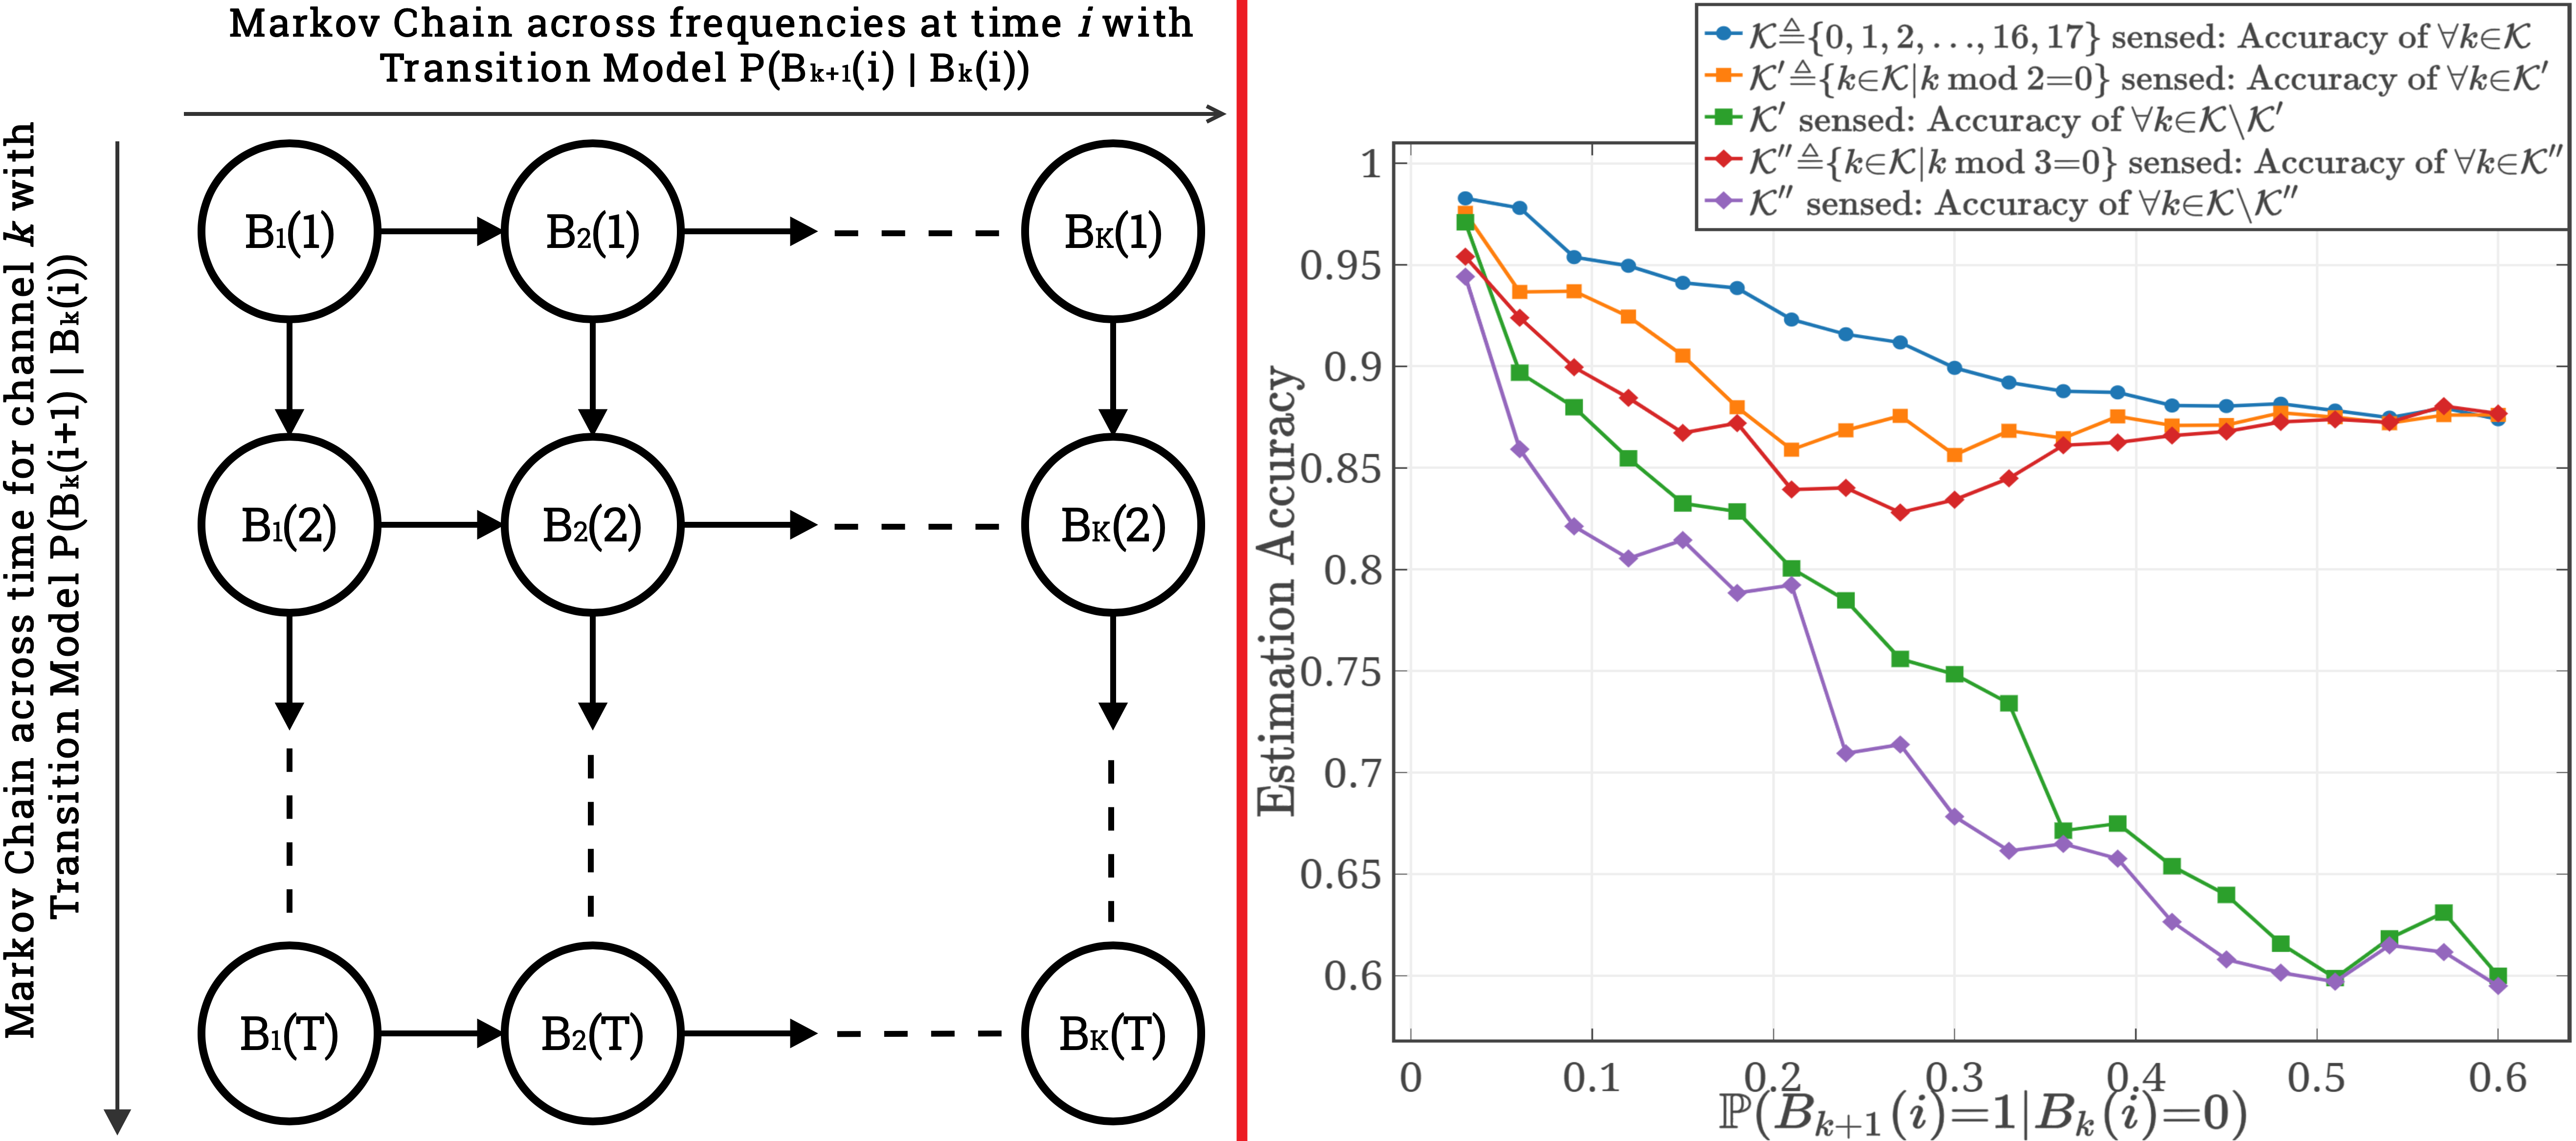 Markov Chain across frequencies at time i with
Transition Model P(Bₖ₊₁(i) | Bₖ(i))
Markov Chain across time for channel k with
Transition Model P(Bₖ(i+1) | Bₖ(i))
B₁(1)
B₂(1)
Bκ(1)
B₁(2)
B₂(2)
Bκ(2)
B₁(T)
B₂(T)
Bκ(T)
𝒦≜{0, 1, 2, …, 16, 17} sensed: Accuracy of ∀k∈𝒦
𝒦′≜{k∈𝒦|k mod 2=0} sensed: Accuracy of ∀k∈𝒦′
𝒦′ sensed: Accuracy of ∀k∈𝒦\𝒦′
𝒦″≜{k∈𝒦|k mod 3=0} sensed: Accuracy of ∀k∈𝒦″
𝒦″ sensed: Accuracy of ∀k∈𝒦\𝒦″
Estimation Accuracy
1
0.95
0.9
0.85
0.8
0.75
0.7
0.65
0.6
0
0.1
0.2
0.3
0.4
0.5
0.6
ℙ(Bₖ₊₁(i)=1|Bₖ(i)=0)